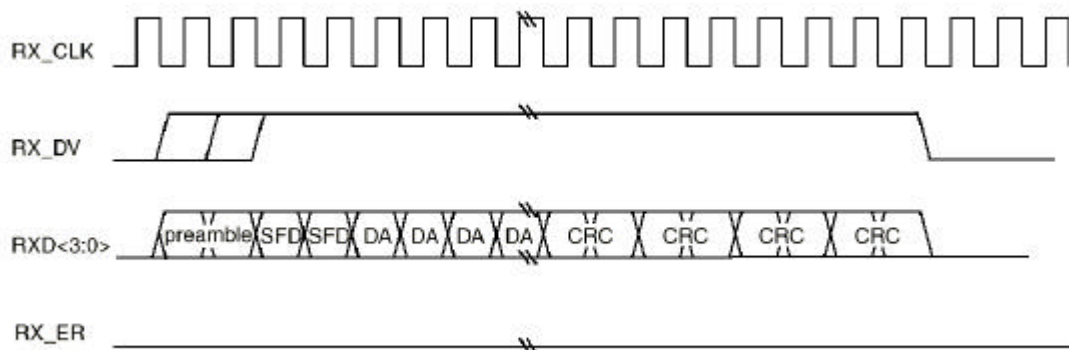 RX_CLK
RX_DV
RXD<3:0> preamble SFD SFD DA DA DA DA CRC CRC CRC CRC
RX_ER